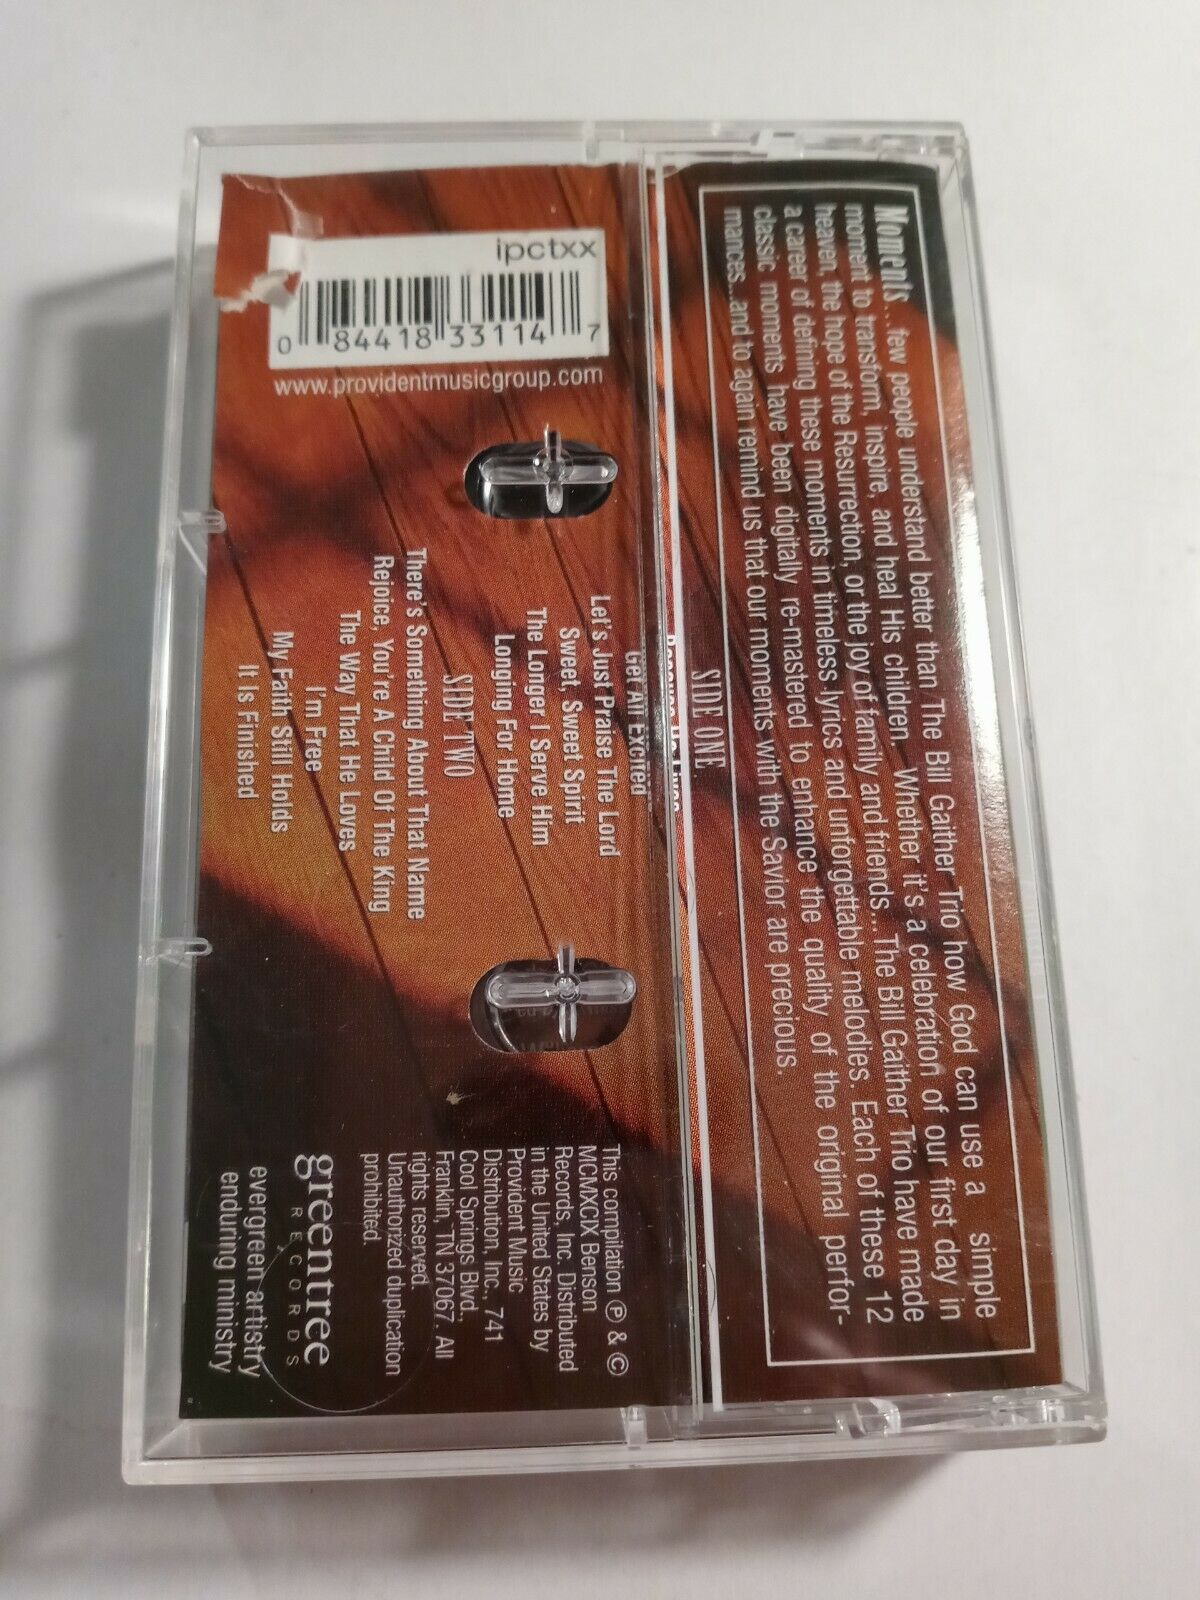 Moments... few people understand better than The Bill Gaither Trio how God can use a simple
moment to transform, inspire, and heal His children. Whether it's a celebration of our first day in
heaven, the hope of the Resurrection, or the joy of family and friends... The Bill Gaither Trio have made
a career of defining these moments in timeless lyrics and unforgettable melodies. Each of these 12
classic moments have been digitally re-mastered to enhance the quality of the original perfor-
mances...and to again remind us that our moments with the Savior are precious.
SIDE ONE
Because He Lives
Get All Excited
Let's Just Praise The Lord
Sweet, Sweet Spirit
The Longer I Serve Him
Longing For Home
SIDE TWO
There's Something About That Name
Rejoice, You're A Child Of The King
The Way That He Loves
I'm Free
My Faith Still Holds
It Is Finished
ipctxx
0 84418 33114 7
www.providentmusicgroup.com
This compilation ℗ & ©
MCMXCIX Benson
Records, Inc. Distributed
in the United States by
Provident Music
Distribution, Inc., 741
Cool Springs Blvd.,
Franklin, TN 37067. All
rights reserved.
Unauthorized duplication
prohibited.
greentree
RECORDS
evergreen artistry
enduring ministry